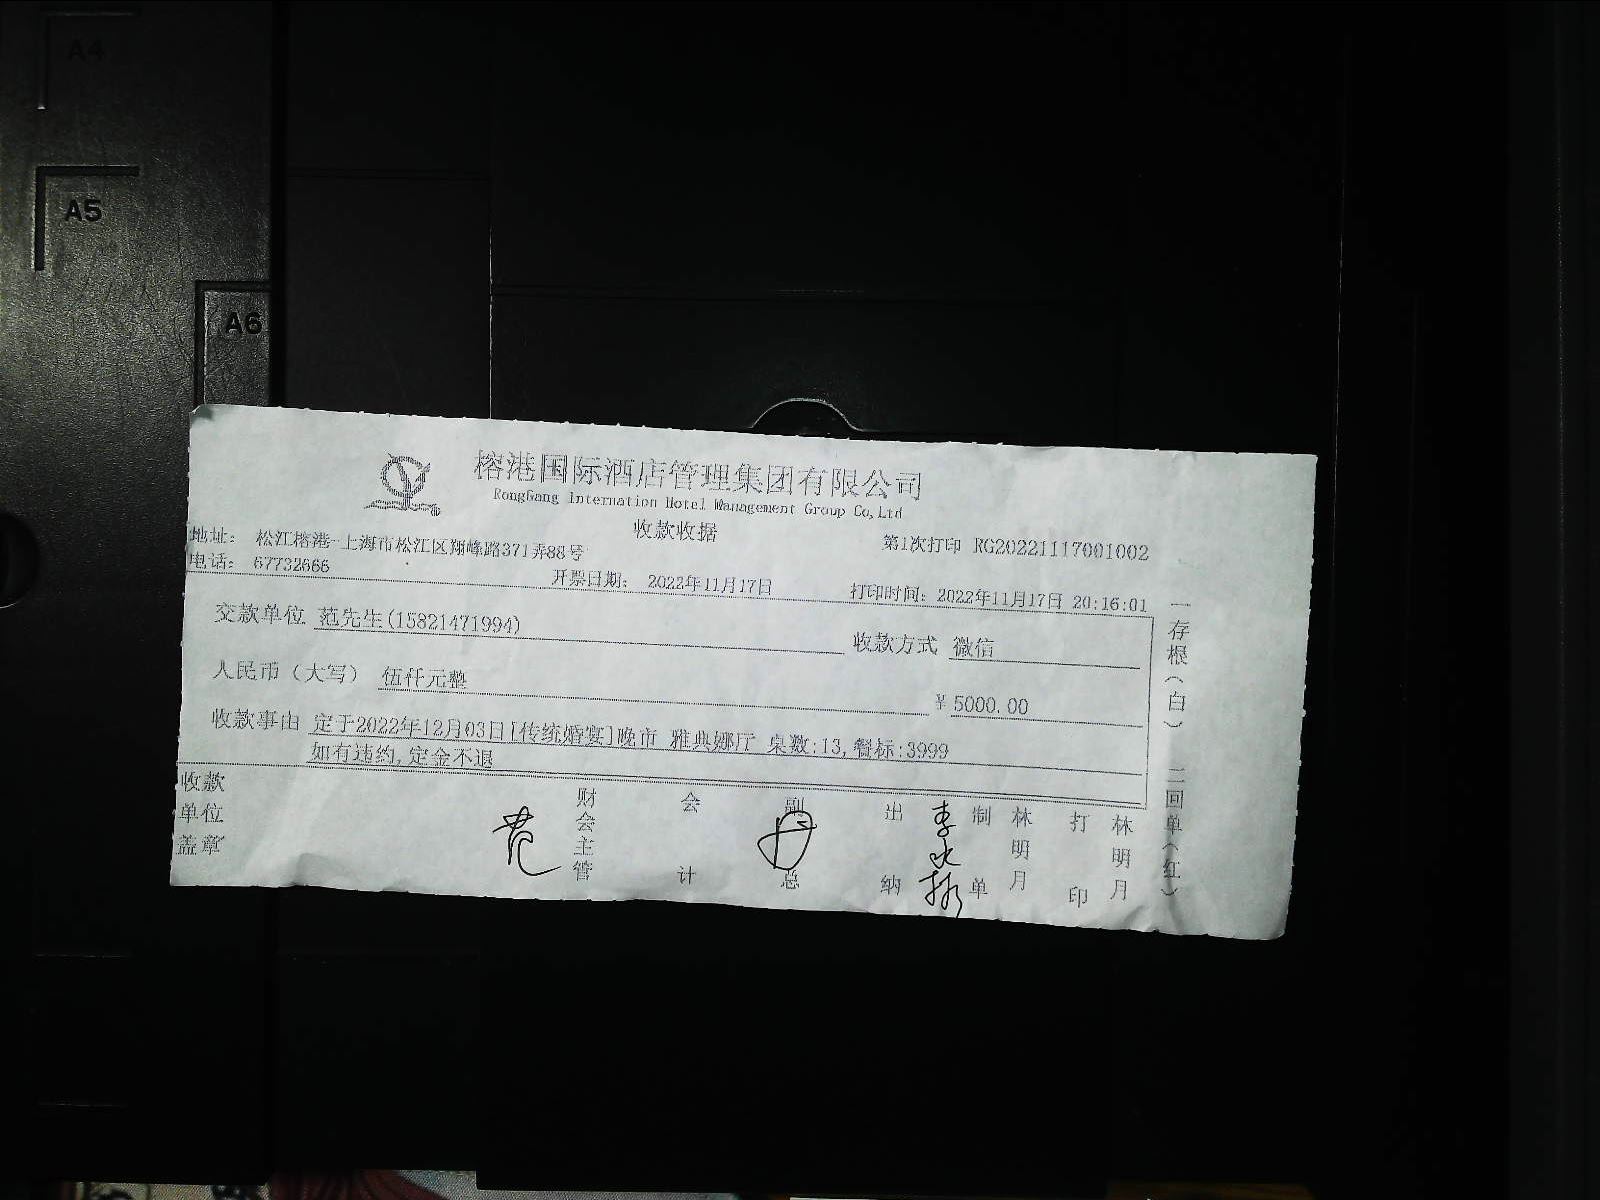 A4
A5
A6
榕港国际酒店管理集团有限公司
RongGang Internation Hotel Management Group Co,Ltd
收款收据
地址： 松江榕港-上海市松江区翔峰路371弄88号
第1次打印 RG20221117001002
电话： 67732666
开票日期： 2022年11月17日
打印时间：2022年11月17日 20:16:01
交款单位 范先生(15821471994)
收款方式 微信
人民币（大写） 伍仟元整
￥5000.00
收款事由 定于2022年12月03日[传统婚宴]晚市 雅典娜厅 桌数:13,餐标:3999
如有违约,定金不退
收款单位盖章
范
财会主管
会计
副总
出纳
李
制单
林明月
打印
林明月
一存根（白）
二回单（红）